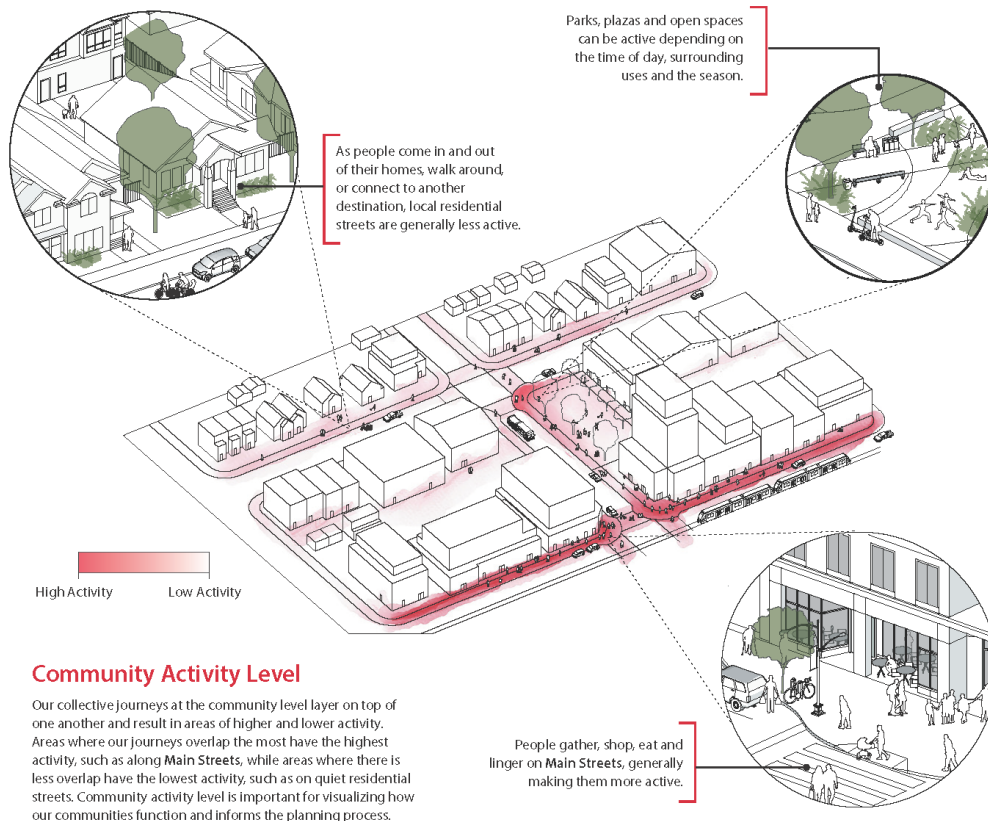 Parks, plazas and open spaces
can be active depending on
the time of day, surrounding
uses and the season.
As people come in and out
of their homes, walk around,
or connect to another
destination, local residential
streets are generally less active.
High Activity
Low Activity
Community Activity Level
Our collective journeys at the community level layer on top of
one another and result in areas of higher and lower activity.
Areas where our journeys overlap the most have the highest
activity, such as along Main Streets, while areas where there is
less overlap have the lowest activity, such as on quiet residential
streets. Community activity level is important for visualizing how
our communities function and informs the planning process.
People gather, shop, eat and
linger on Main Streets, generally
making them more active.